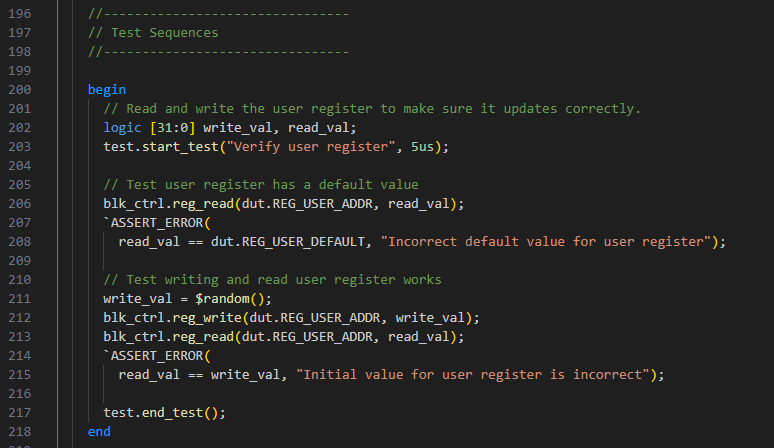 196 //--------------------------------
197 // Test Sequences
198 //--------------------------------
199
200 begin
201 // Read and write the user register to make sure it updates correctly.
202 logic [31:0] write_val, read_val;
203 test.start_test("Verify user register", 5us);
204
205 // Test user register has a default value
206 blk_ctrl.reg_read(dut.REG_USER_ADDR, read_val);
207 `ASSERT_ERROR(
208 read_val == dut.REG_USER_DEFAULT, "Incorrect default value for user register");
209
210 // Test writing and read user register works
211 write_val = $random();
212 blk_ctrl.reg_write(dut.REG_USER_ADDR, write_val);
213 blk_ctrl.reg_read(dut.REG_USER_ADDR, read_val);
214 `ASSERT_ERROR(
215 read_val == write_val, "Initial value for user register is incorrect");
216
217 test.end_test();
218 end